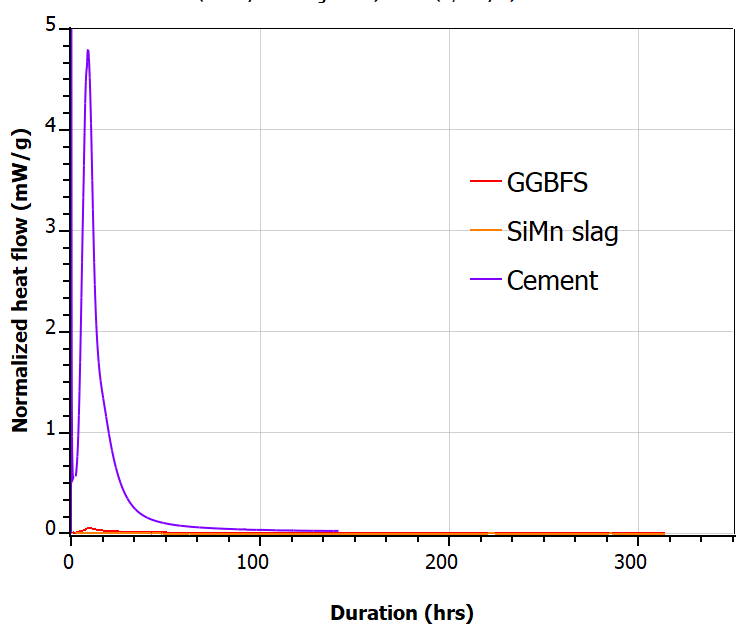 Normalized heat flow (mW/g)
5
4
3
2
1
0
GGBFS
SiMn slag
Cement
0
100
200
300
Duration (hrs)